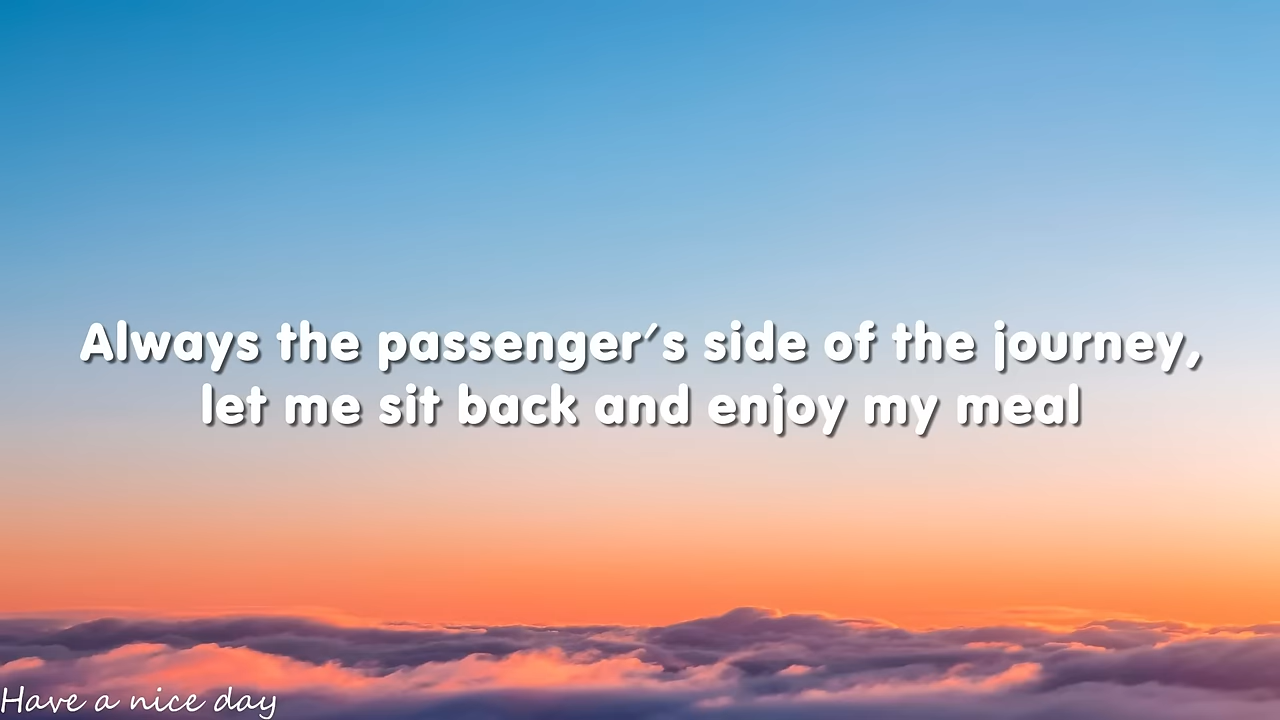 Always the passenger's side of the journey,
let me sit back and enjoy my meal
Have a nice day